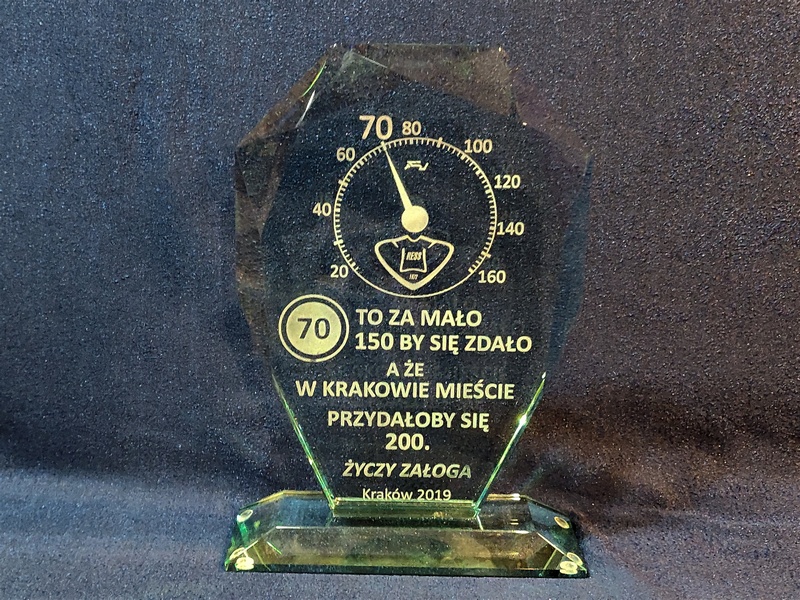 70 80
60 100
120
40
140
20 160
HESS
70 TO ZA MAŁO
150 BY SIĘ ZDAŁO
A ŻE
W KRAKOWIE MIEŚCIE
PRZYDAŁOBY SIĘ
200.
ŻYCZY ZAŁOGA
Kraków 2019